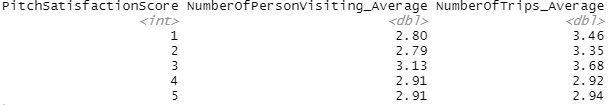 PitchSatisfactionScore NumberOfPersonVisiting_Average NumberOfTrips_Average
<int> <dbl> <dbl>
1 2.80 3.46
2 2.79 3.35
3 3.13 3.68
4 2.91 2.92
5 2.91 2.94